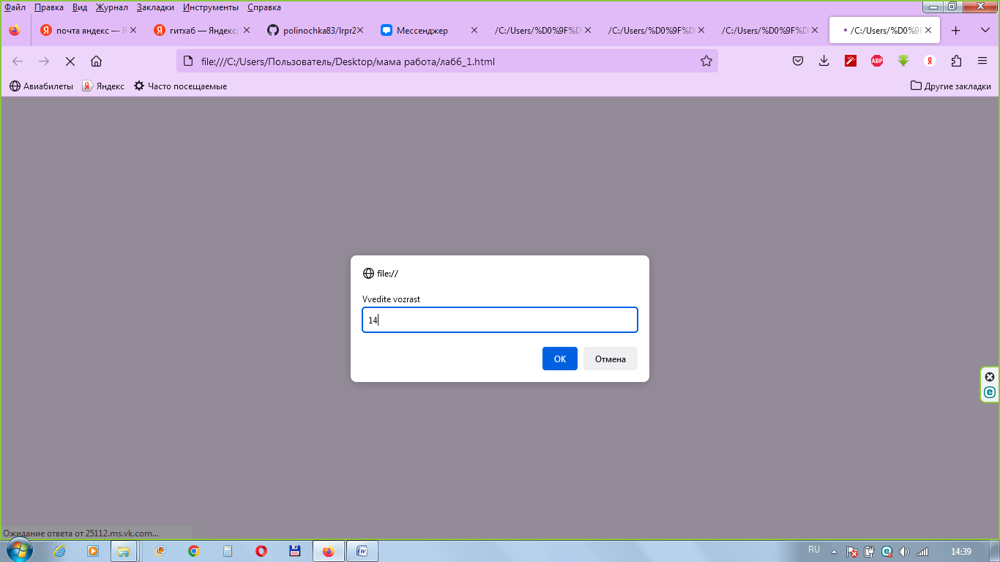 Файл Правка Вид Журнал Закладки Инструменты Справка
почта яндекс — Я гитхаб — Яндекс: polinochka83/lrpr2 Мессенджер /C:/Users/%D0%9F%D /C:/Users/%D0%9F%D /C:/Users/%D0%9F%D /C:/Users/%D0%9F
file:///C:/Users/Пользователь/Desktop/мама работа/лаб6_1.html
ABP
Я
Авиабилеты Яндекс Часто посещаемые Другие закладки
file://
Vvedite vozrast
14
OK Отмена
Ожидание ответа от 25112.ms.vk.com...
RU 14:39